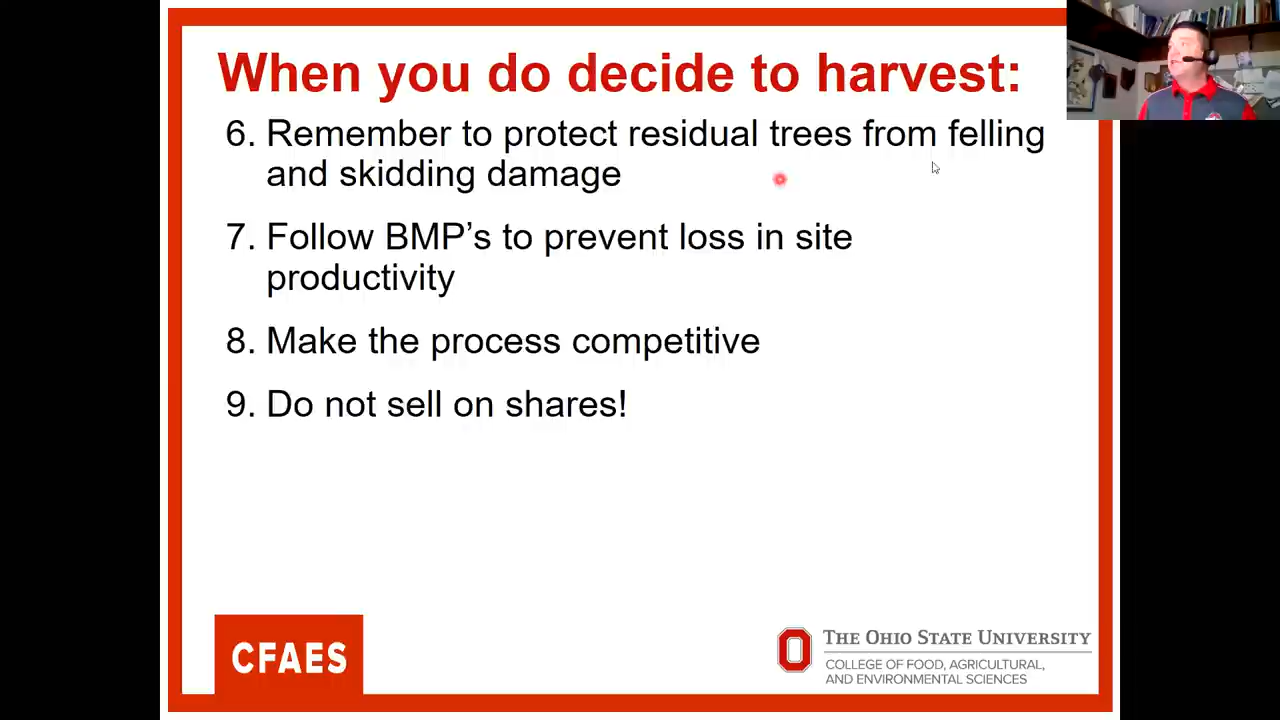 When you do decide to harvest:
6. Remember to protect residual trees from felling
and skidding damage
7. Follow BMP’s to prevent loss in site
productivity
8. Make the process competitive
9. Do not sell on shares!
CFAES
THE OHIO STATE UNIVERSITY
COLLEGE OF FOOD, AGRICULTURAL,
AND ENVIRONMENTAL SCIENCES